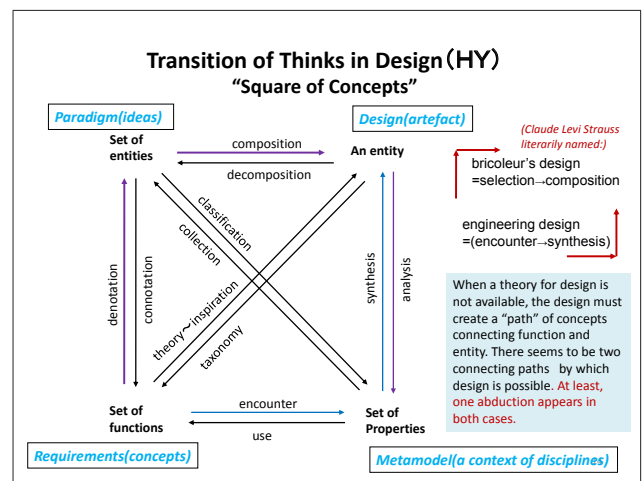 Transition of Thinks in Design(HY)
“Square of Concepts”
Paradigm(ideas)
Design(artefact)
Set of
entities
composition
decomposition
An entity
(Claude Levi Strauss
literarily named:)
bricoleur’s design
=selection→composition
engineering design
=(encounter→synthesis)
classification
collection
denotation
connotation
theory~inspiration
taxonomy
synthesis
analysis
When a theory for design is
not available, the design must
create a “path” of concepts
connecting function and
entity. There seems to be two
connecting paths by which
design is possible. At least,
one abduction appears in
both cases.
Set of
functions
encounter
use
Set of
Properties
Requirements(concepts)
Metamodel(a context of disciplines)